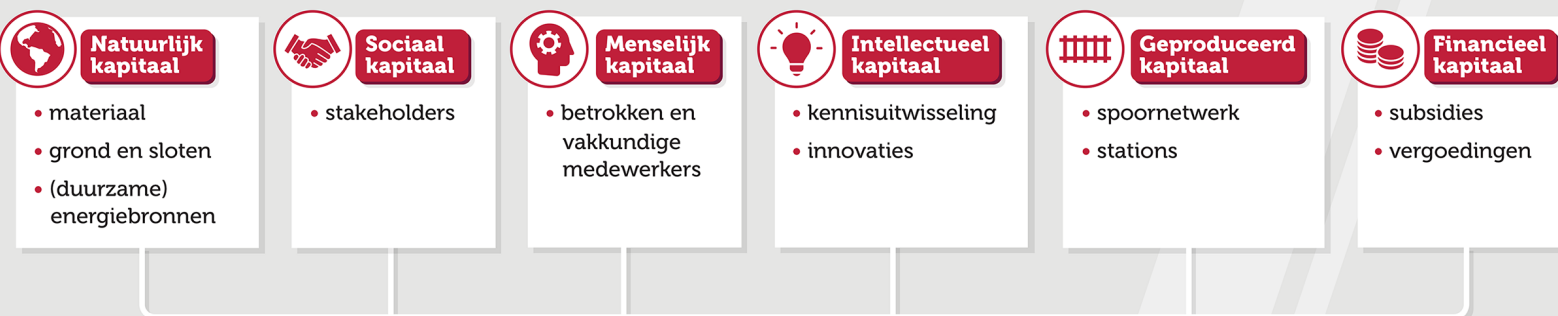 Natuurlijk
kapitaal
• materiaal
• grond en sloten
• (duurzame)
energiebronnen
Sociaal
kapitaal
• stakeholders
Menselijk
kapitaal
• betrokken en
vakkundige
medewerkers
Intellectueel
kapitaal
• kennisuitwisseling
• innovaties
Geproduceerd
kapitaal
• spoornetwerk
• stations
Financieel
kapitaal
• subsidies
• vergoedingen